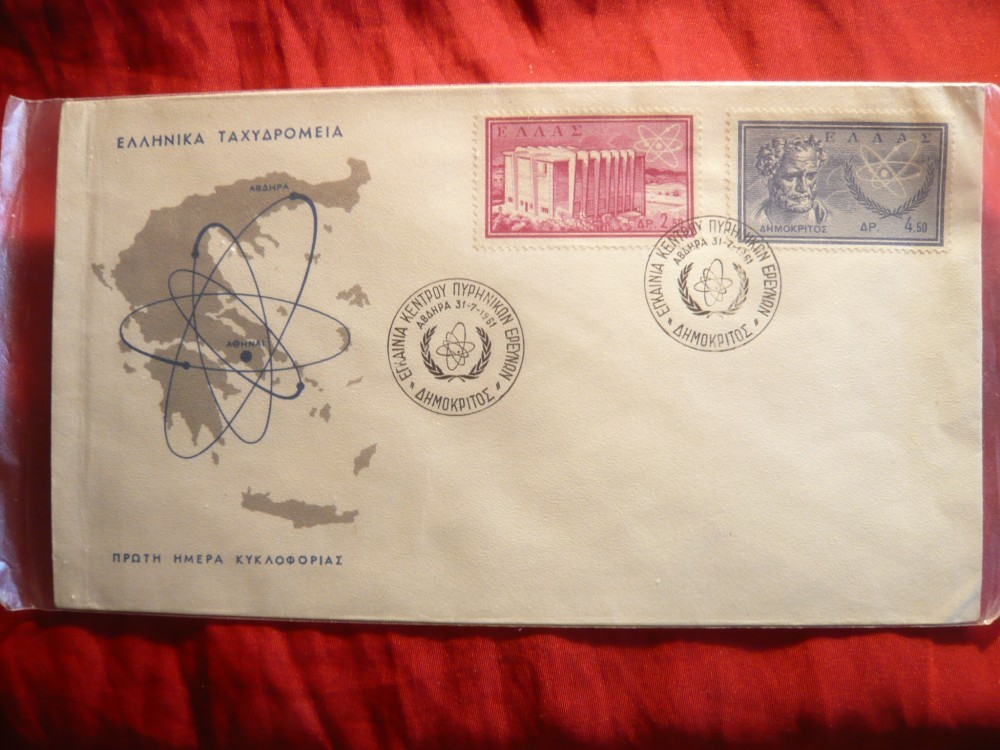 ΕΛΛΗΝΙΚΑ ΤΑΧΥΔΡΟΜΕΙΑ
ΑΒΔΗΡΑ
ΑΘΗΝΑΙ
ΠΡΩΤΗ ΗΜΕΡΑ ΚΥΚΛΟΦΟΡΙΑΣ
ΕΛΛΑΣ
ΔΡ. 2.50
ΕΛΛΑΣ
ΔΗΜΟΚΡΙΤΟΣ ΔΡ. 4.50
ΕΓΚΑΙΝΙΑ ΚΕΝΤΡΟΥ ΠΥΡΗΝΙΚΩΝ ΕΡΕΥΝΩΝ
ΑΒΔΗΡΑ 31-7-1961
"ΔΗΜΟΚΡΙΤΟΣ"
ΕΓΚΑΙΝΙΑ ΚΕΝΤΡΟΥ ΠΥΡΗΝΙΚΩΝ ΕΡΕΥΝΩΝ
ΑΒΔΗΡΑ 31-7-1961
"ΔΗΜΟΚΡΙΤΟΣ"